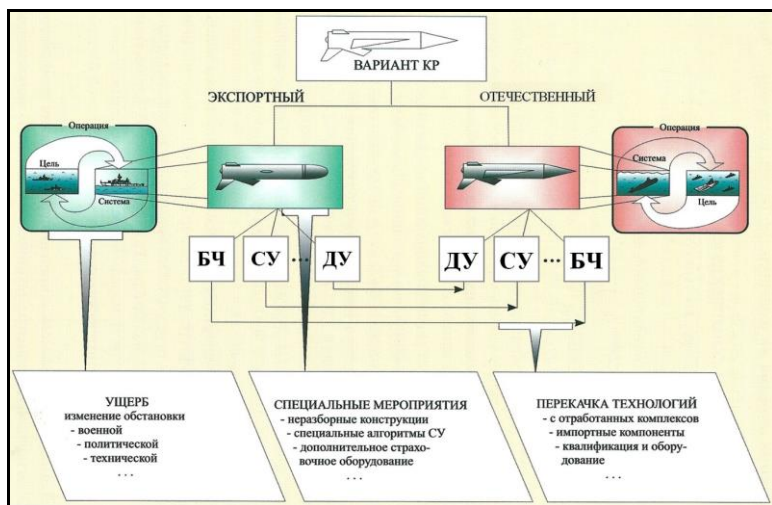 ВАРИАНТ КР
ЭКСПОРТНЫЙ
ОТЕЧЕСТВЕННЫЙ
Операция
Цель
Система
Операция
Система
Цель
БЧ
СУ
...
ДУ
ДУ
СУ
...
БЧ
УЩЕРБ
изменение обстановки
- военной
- политической
- технической
...
СПЕЦИАЛЬНЫЕ МЕРОПРИЯТИЯ
- неразборные конструкции
- специальные алгоритмы СУ
- дополнительное страхо-
вочное оборудование
...
ПЕРЕКАЧКА ТЕХНОЛОГИЙ
- с отработанных комплексов
- импортные компоненты
- квалификация и обору-
дование
...